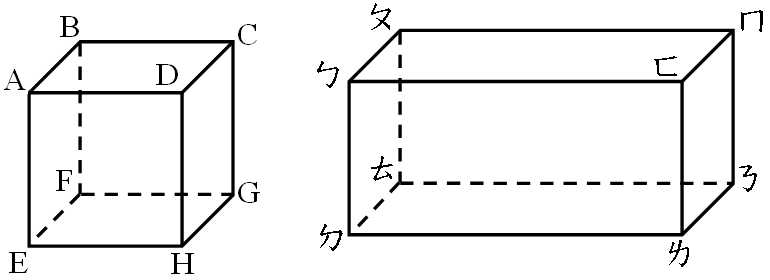 B C
A D
F G
E H
ㄆ ㄇ
ㄅ ㄈ
ㄊ ㄋ
ㄉ ㄌ